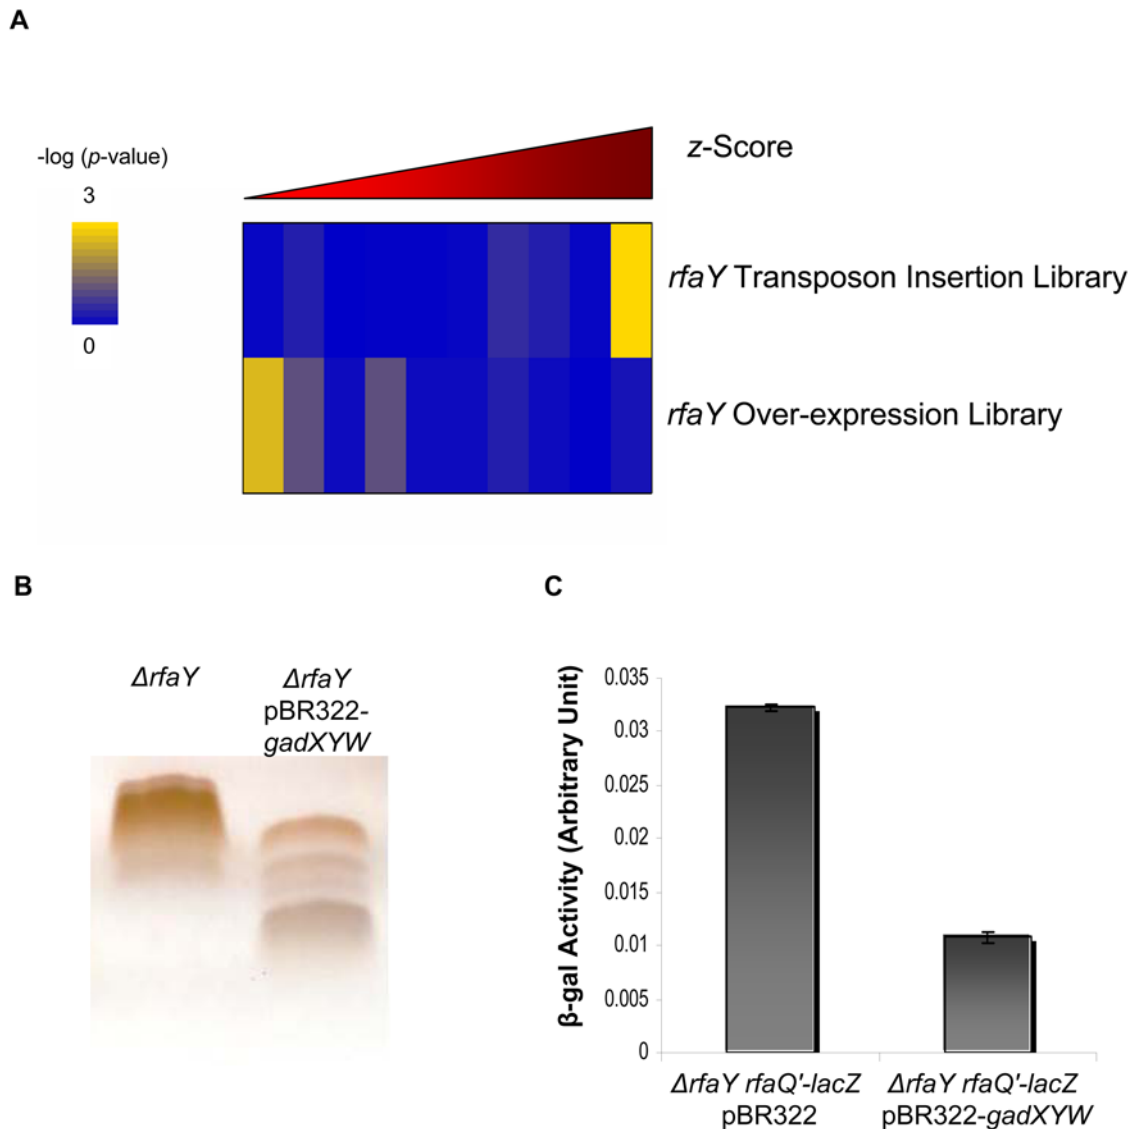 A
-log (p-value)
3
0
z-Score
rfaY Transposon Insertion Library
rfaY Over-expression Library
B
ΔrfaY
ΔrfaY
pBR322-
gadXYW
C
β-gal Activity (Arbitrary Unit)
0.035
0.03
0.025
0.02
0.015
0.01
0.005
0
ΔrfaY rfaQ'-lacZ
pBR322
ΔrfaY rfaQ'-lacZ
pBR322-gadXYW